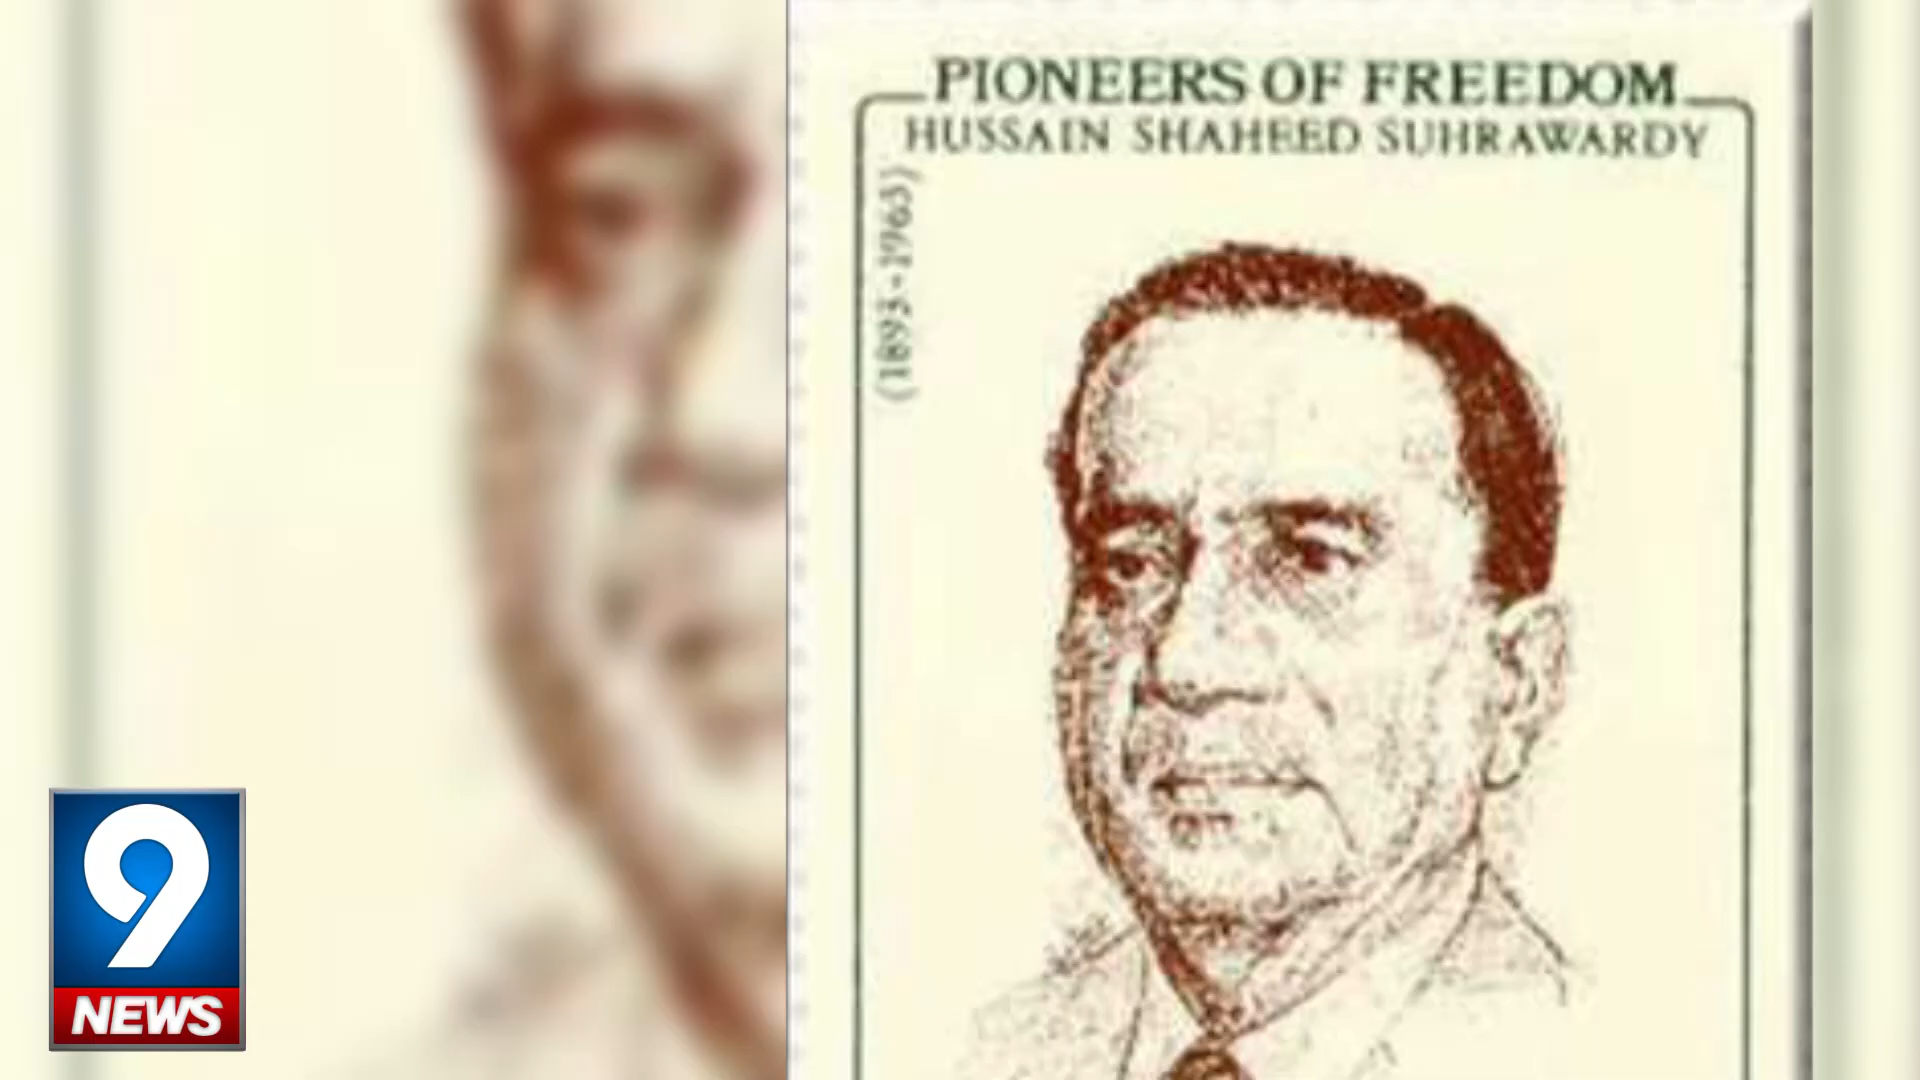 PIONEERS OF FREEDOM
HUSSAIN SHAHEED SUHRAWARDY
(1893-1963)
9
NEWS